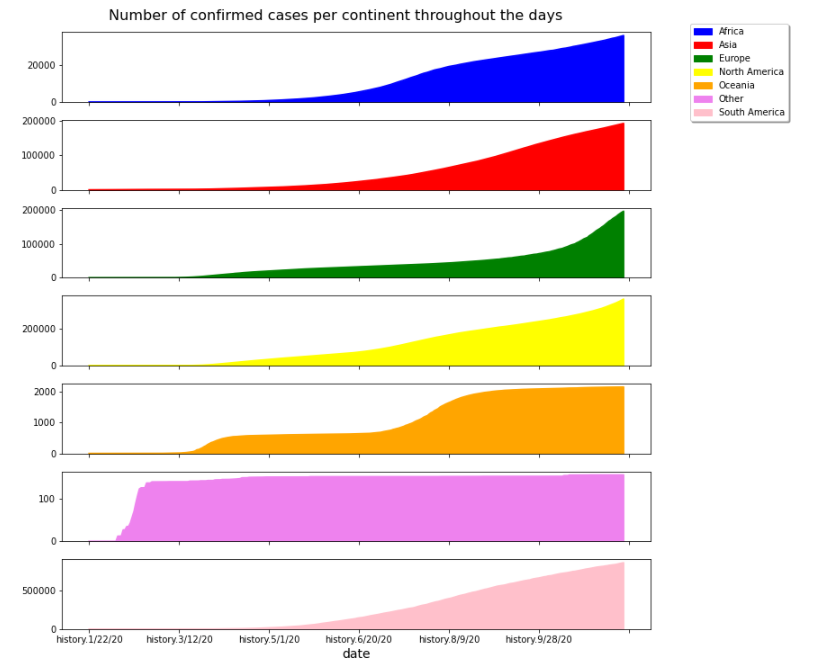 Number of confirmed cases per continent throughout the days
Africa
Asia
Europe
North America
Oceania
Other
South America
20000
0
200000
100000
0
200000
100000
0
200000
0
2000
1000
0
100
0
500000
0
history.1/22/20 history.3/12/20 history.5/1/20 history.6/20/20 history.8/9/20 history.9/28/20
date